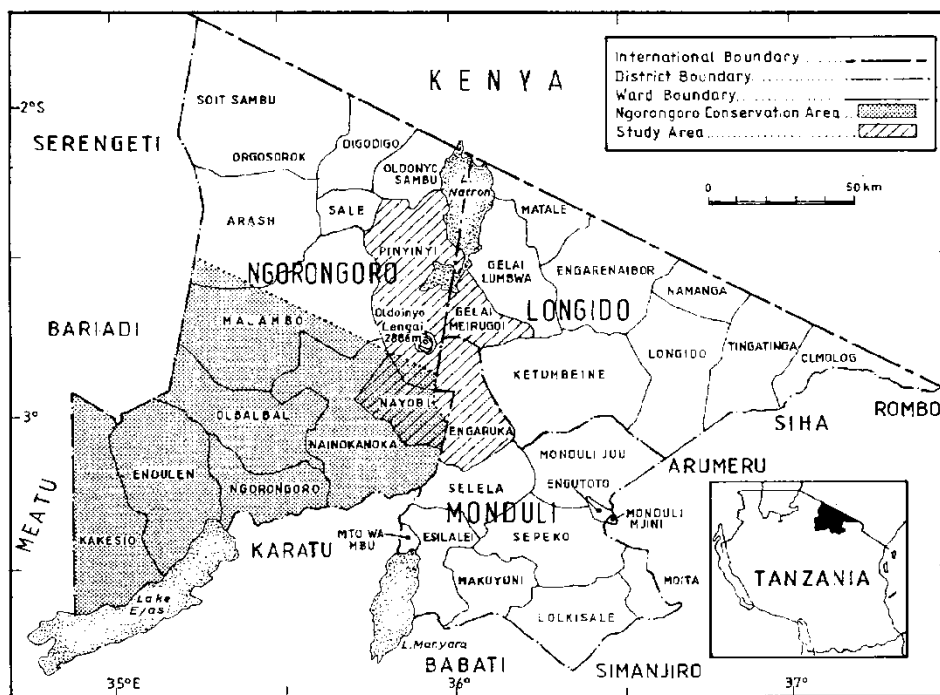 KENYA
International Boundary
District Boundary
Ward Boundary
Ngorongoro Conservation Area
Study Area
0 50 km
2°S
SOIT SAMBU
SERENGETI
ORGOSOROK
DIGODIGO
OLDONYO
SAMBU
Natron
SALE
MATALE
ARASH
PINYINYI
GELAI
LUMBWA
ENGARENAIBOR
NGORONGORO
NAMANGA
LONGIDO
MALAMBO
Oldoinyo
Lengai
2886m
GELAI
MEIRUGOI
BARIADI
LONGIDO
TINGATINGA
KETUMBEINE
NAYOBI
OLBALBAL
SIHA
ROMBO
3°
ENGARUKA
NAINOKANOKA
MONDULI JUU
ARUMERU
ENDULEN
ENGUTOTO
NGORONGORO
SELELA
MONDULI
MONDULI
MJINI
MEATU
KARATU
MTO WA
MBU
ESILALEI
SEPEKO
KAKESIO
MAKUYUNI
MOITA
TANZANIA
Lake
Eyasi
LOLKISALE
L. Manyara
BABATI
SIMANJIRO
35°E
36°
37°